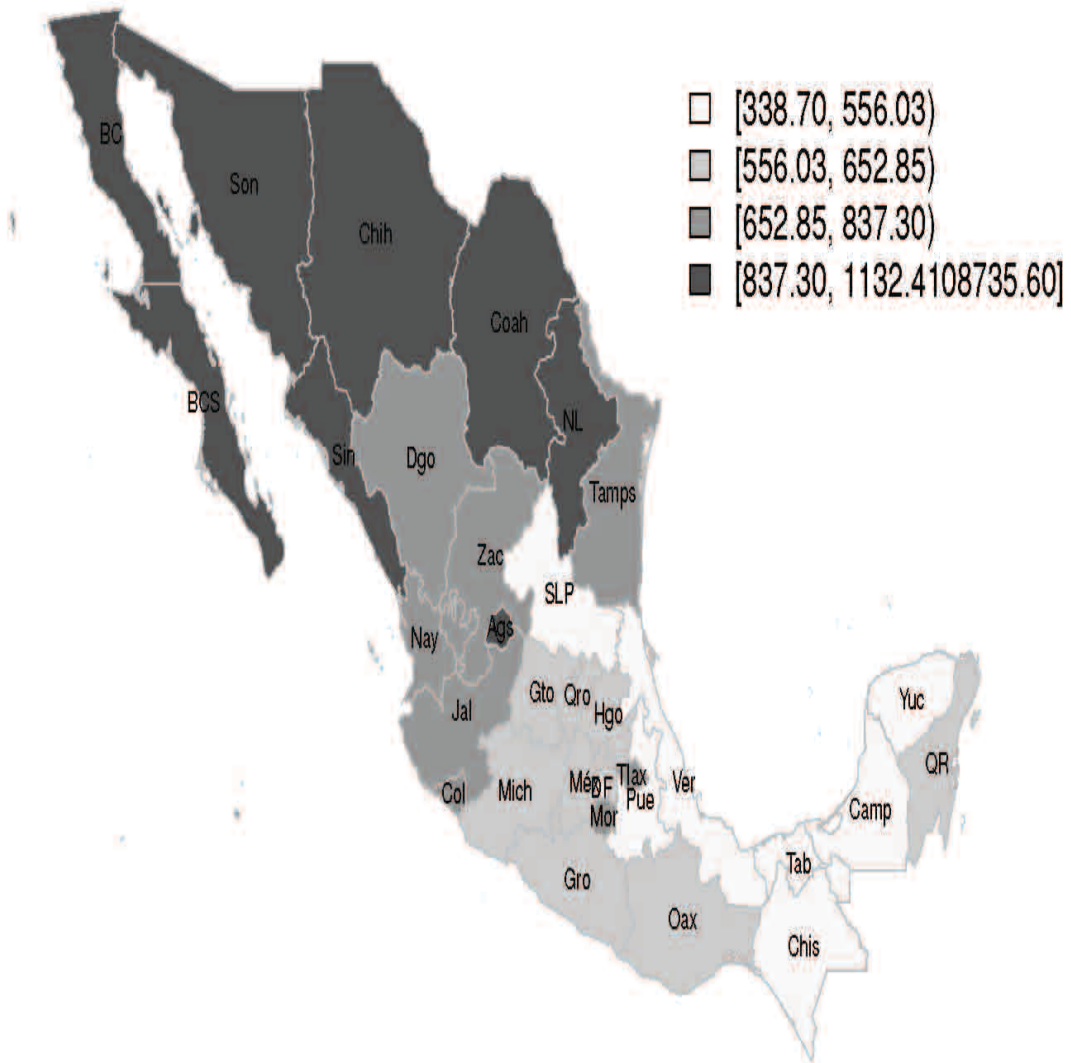 [338.70, 556.03)
[556.03, 652.85)
[652.85, 837.30)
[837.30, 1132.4108735.60]
BC
Son
Chih
Coah
BCS
NL
Sin
Dgo
Tamps
Zac
SLP
Ags
Nay
Gto
Qro
Hgo
Jal
Yuc
QR
Col
Mich
Méx
DF
Tlax
Pue
Ver
Mor
Camp
Tab
Gro
Oax
Chis